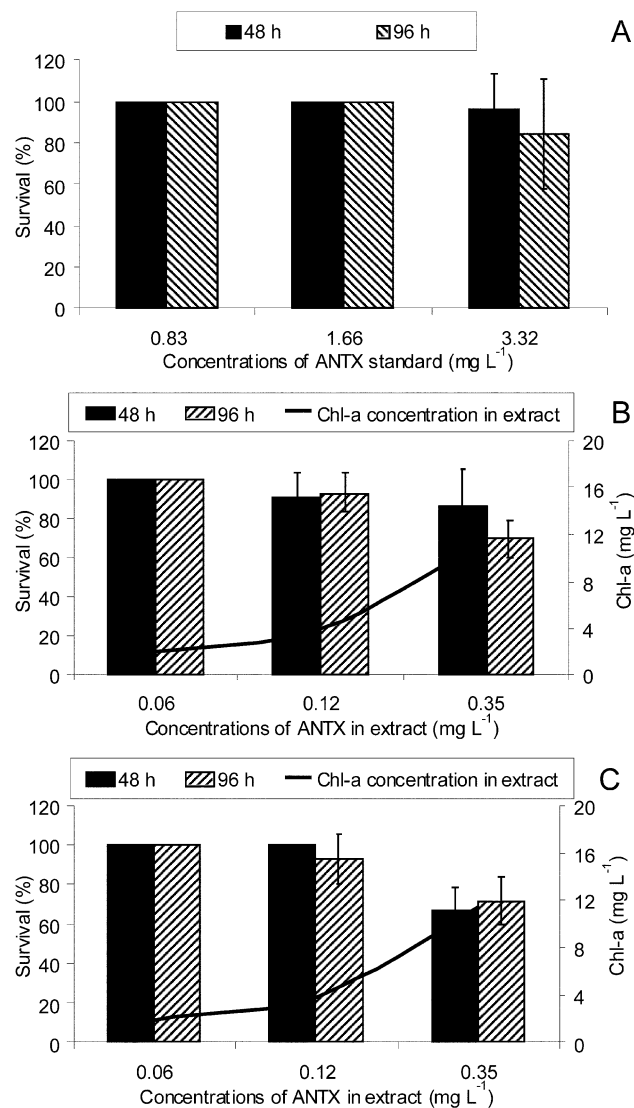 48 h 96 h
A
120
100
80
60
40
20
0
Survival (%)
0.83 1.66 3.32
Concentrations of ANTX standard (mg L⁻¹)
48 h 96 h Chl-a concentration in extract
B
120
100
80
60
40
20
0
Survival (%)
20
16
12
8
4
0
Chl-a (mg L⁻¹)
0.06 0.12 0.35
Concentrations of ANTX in extract (mg L⁻¹)
48 h 96 h Chl-a concentration in extract
C
120
100
80
60
40
20
0
Survival (%)
20
16
12
8
4
0
Chl-a (mg L⁻¹)
0.06 0.12 0.35
Concentrations of ANTX in extract (mg L⁻¹)